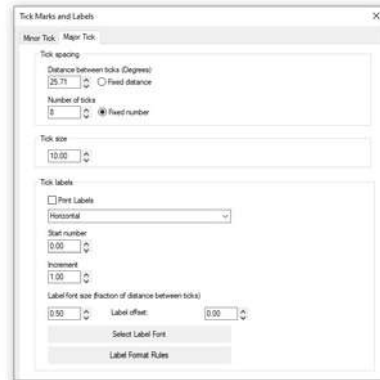 Tick Marks and Labels
Minor Tick Major Tick
Tick spacing
Distance between ticks (Degrees)
25.71 Fixed distance
Number of ticks
8 Fixed number
Tick size
10.00
Tick labels
Print Labels
Horizontal
Start number
0.00
Increment
1.00
Label font size (fraction of distance between ticks)
0.50 Label offset: 0.00
Select Label Font
Label Format Rules